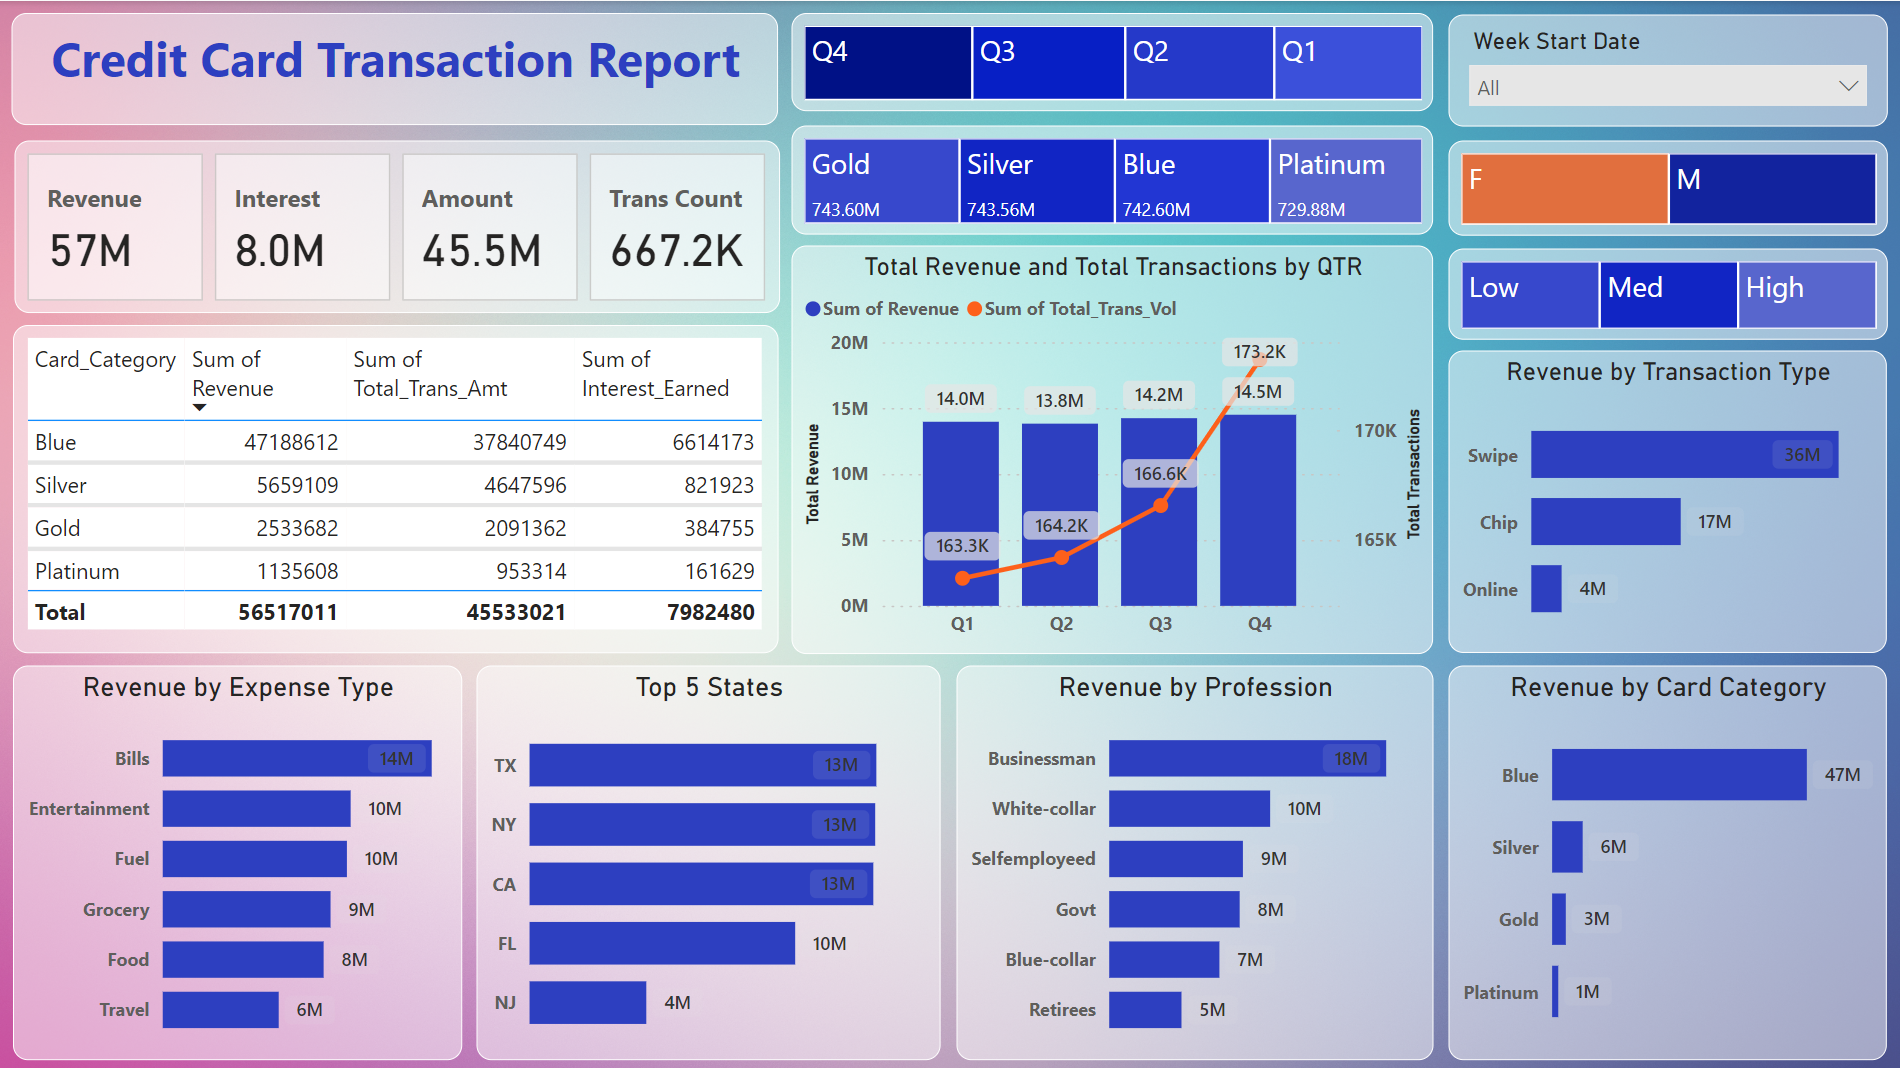 Credit Card Transaction Report
Q4 Q3 Q2 Q1
Week Start Date
All
Gold Silver Blue Platinum
743.60M 743.56M 742.60M 729.88M
F M
Low Med High
Revenue Interest Amount Trans Count
57M 8.0M 45.5M 667.2K
Card_Category Sum of Revenue Sum of Total_Trans_Amt Sum of Interest_Earned
Blue 47188612 37840749 6614173
Silver 5659109 4647596 821923
Gold 2533682 2091362 384755
Platinum 1135608 953314 161629
Total 56517011 45533021 7982480
Total Revenue and Total Transactions by QTR
Sum of Revenue Sum of Total_Trans_Vol
Total Revenue
20M
15M
10M
5M
0M
14.0M 13.8M 14.2M 14.5M
163.3K 164.2K 166.6K 173.2K
Q1 Q2 Q3 Q4
170K
165K
Total Transactions
Revenue by Transaction Type
Swipe 36M
Chip 17M
Online 4M
Revenue by Expense Type
Bills 14M
Entertainment 10M
Fuel 10M
Grocery 9M
Food 8M
Travel 6M
Top 5 States
TX 13M
NY 13M
CA 13M
FL 10M
NJ 4M
Revenue by Profession
Businessman 18M
White-collar 10M
Selfemployeed 9M
Govt 8M
Blue-collar 7M
Retirees 5M
Revenue by Card Category
Blue 47M
Silver 6M
Gold 3M
Platinum 1M